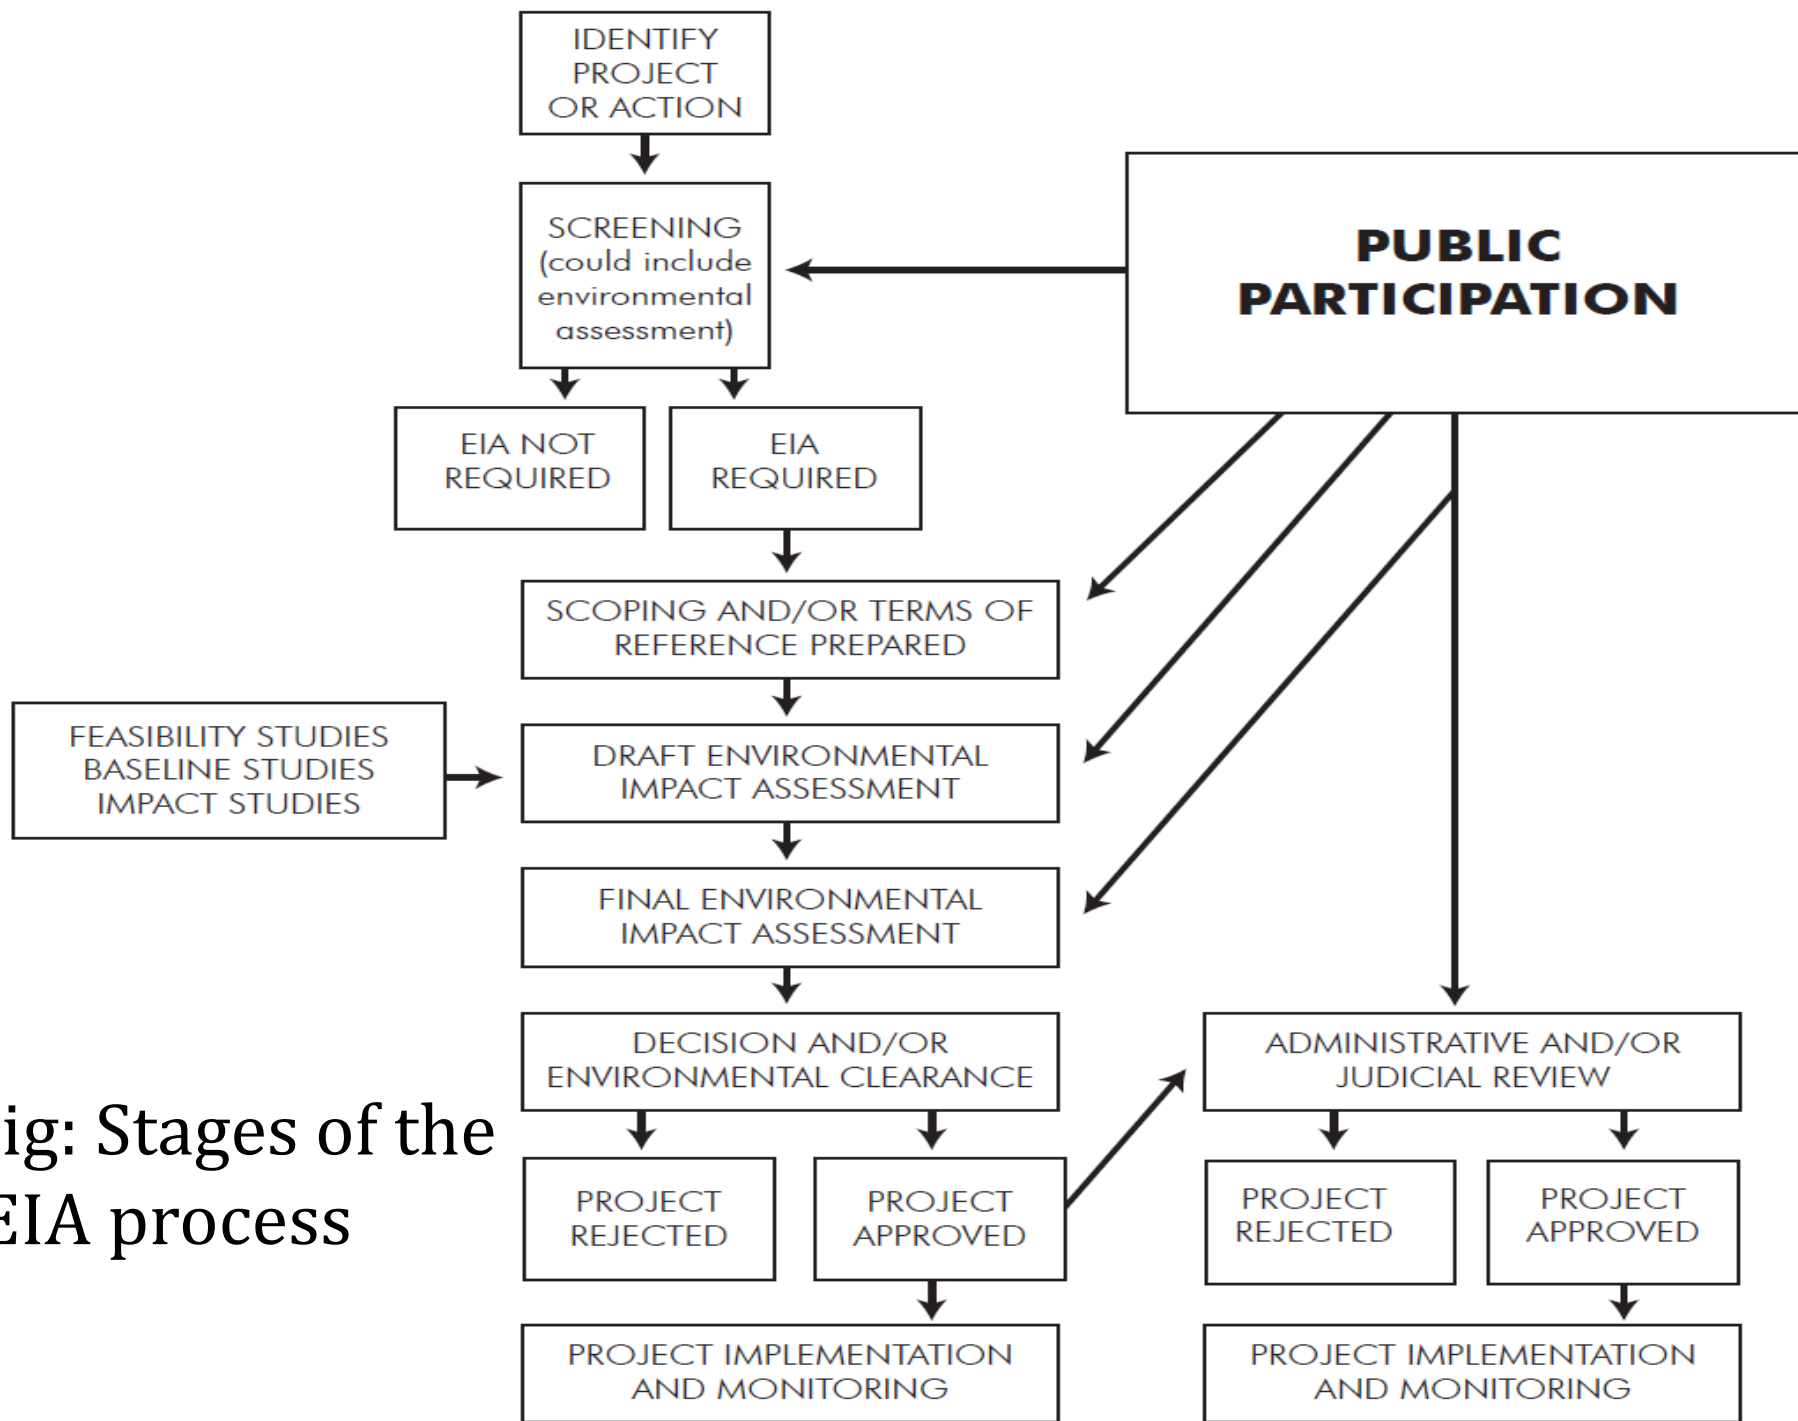 IDENTIFY
PROJECT
OR ACTION
SCREENING
(could include
environmental
assessment)
PUBLIC
PARTICIPATION
EIA NOT
REQUIRED
EIA
REQUIRED
SCOPING AND/OR TERMS OF
REFERENCE PREPARED
FEASIBILITY STUDIES
BASELINE STUDIES
IMPACT STUDIES
DRAFT ENVIRONMENTAL
IMPACT ASSESSMENT
FINAL ENVIRONMENTAL
IMPACT ASSESSMENT
DECISION AND/OR
ENVIRONMENTAL CLEARANCE
ADMINISTRATIVE AND/OR
JUDICIAL REVIEW
ig: Stages of the
EIA process
PROJECT
REJECTED
PROJECT
APPROVED
PROJECT
REJECTED
PROJECT
APPROVED
PROJECT IMPLEMENTATION
AND MONITORING
PROJECT IMPLEMENTATION
AND MONITORING